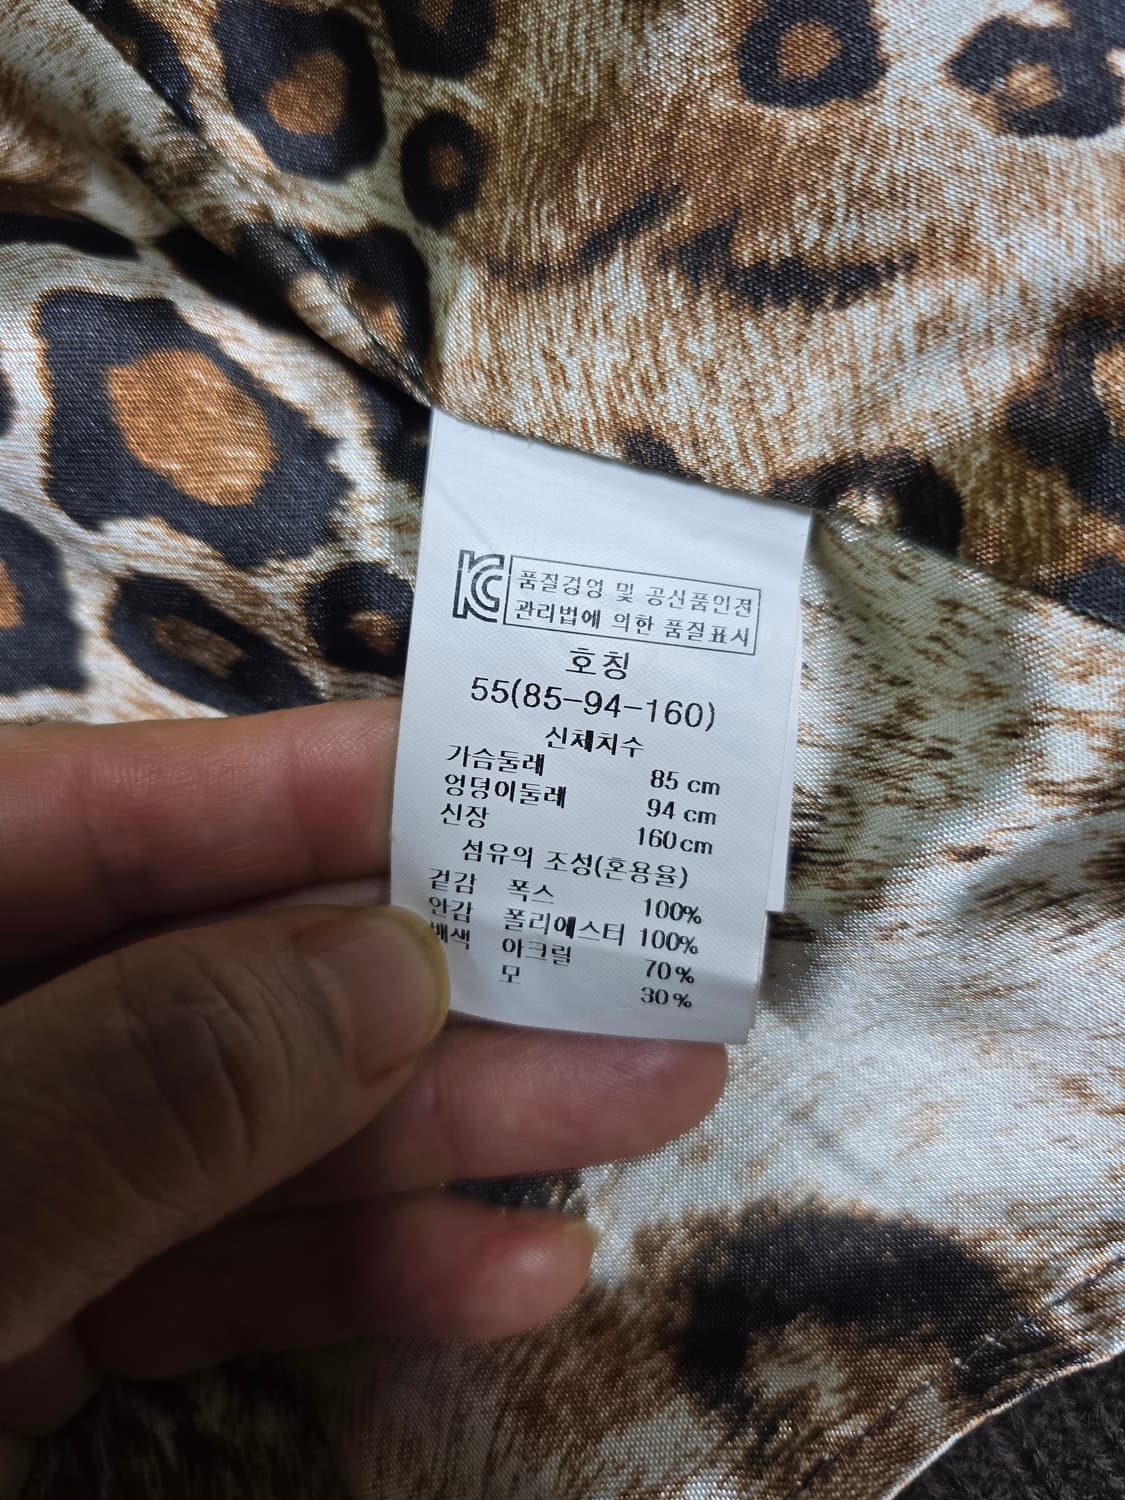 KC 품질경영 및 공산품안전
관리법에 의한 품질표시
호칭
55(85-94-160)
신체치수
가슴둘레 85 cm
엉덩이둘레 94 cm
신장 160cm
섬유의 조성(혼용율)
겉감 폭스 100%
안감 폴리에스터 100%
배색 아크릴 70%
모 30%